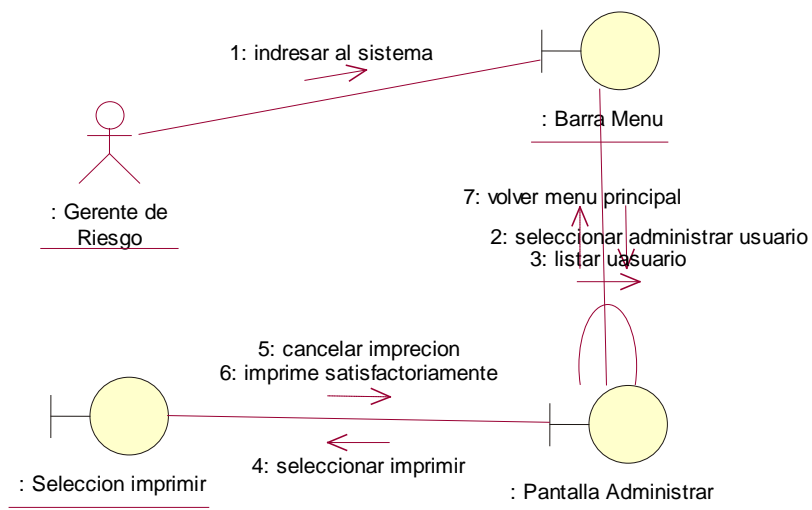 1: indresar al sistema
: Barra Menu
: Gerente de
Riesgo
7: volver menu principal
2: seleccionar administrar usuario
3: listar uasuario
5: cancelar imprecion
6: imprime satisfactoriamente
4: seleccionar imprimir
: Seleccion imprimir
: Pantalla Administrar